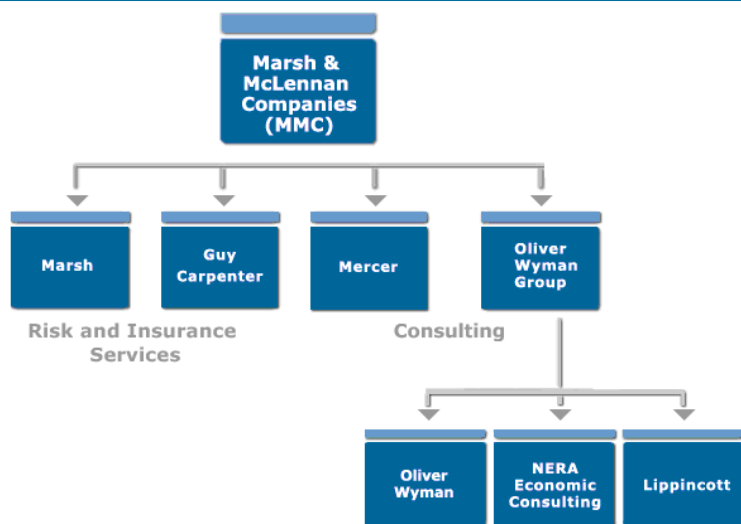 Marsh &
McLennan
Companies
(MMC)
Marsh
Guy
Carpenter
Mercer
Oliver
Wyman
Group
Risk and Insurance
Services
Consulting
Oliver
Wyman
NERA
Economic
Consulting
Lippincott